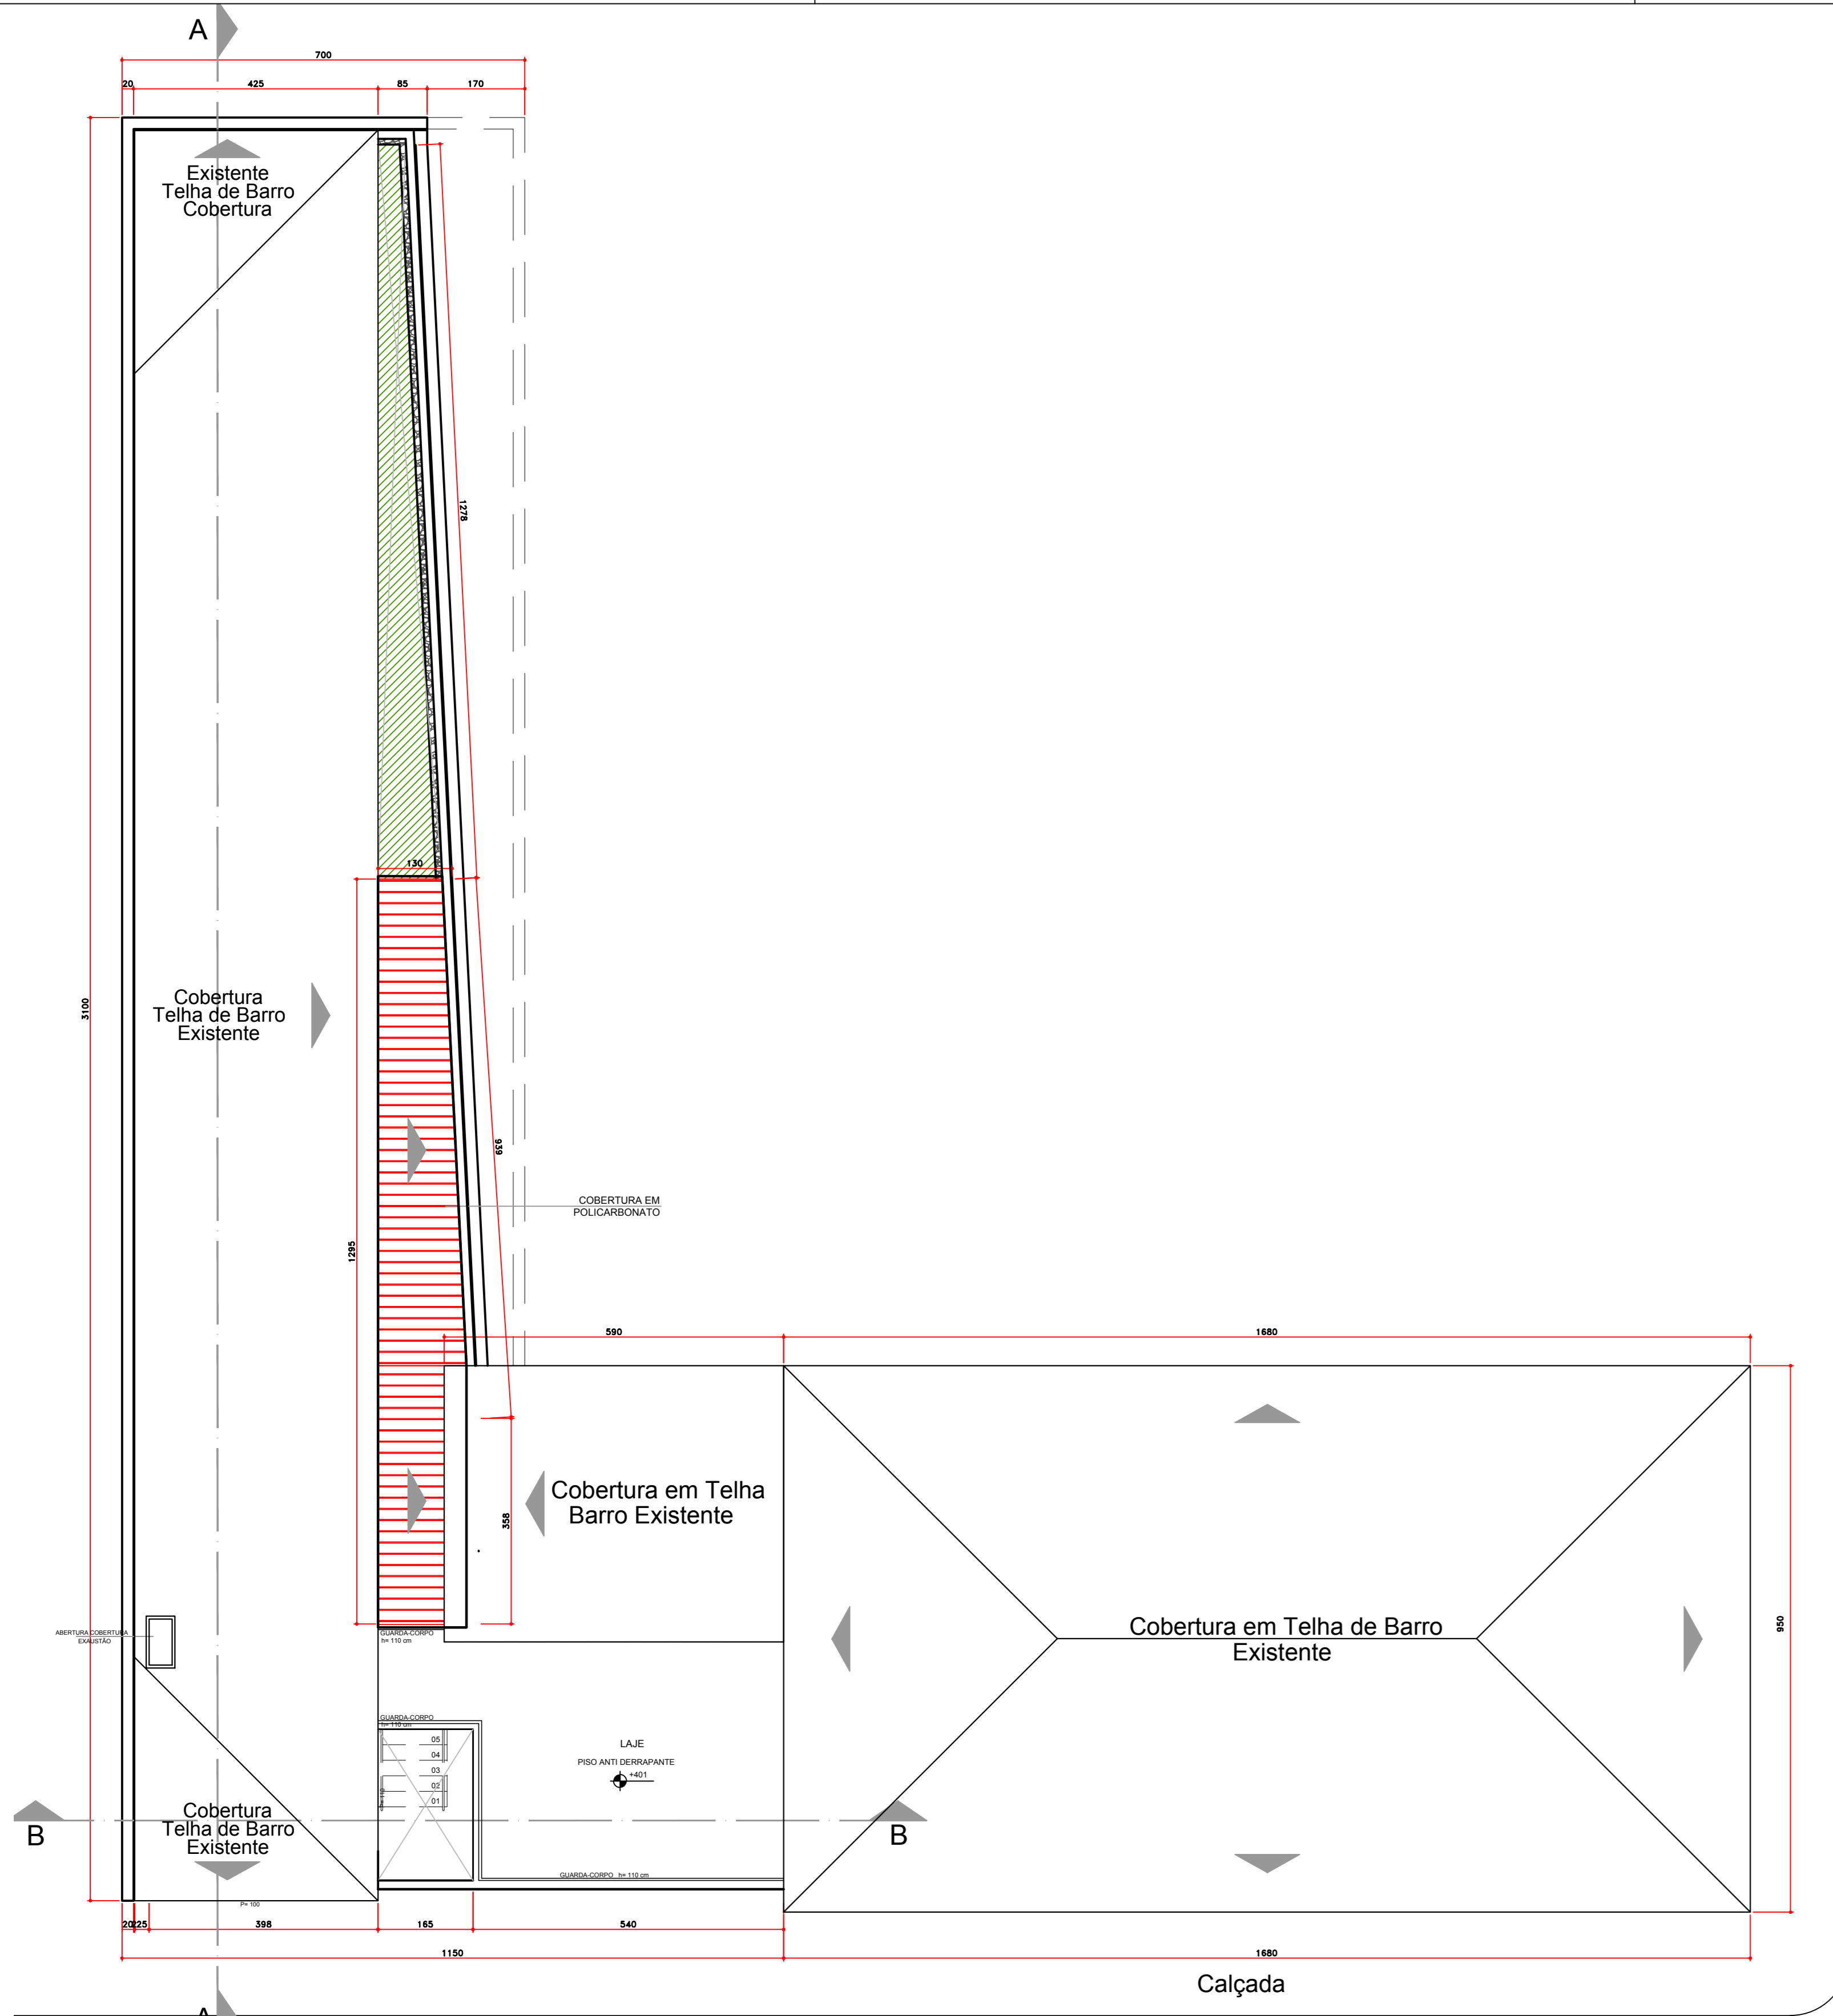 A
700
20
425
85
170
Existente
Telha de Barro
Cobertura
1278
130
3100
Cobertura
Telha de Barro
Existente
939
COBERTURA EM
POLICARBONATO
1295
590
1680
Cobertura em Telha
Barro Existente
358
ABERTURA COBERTURA
EXAUSTÃO
GUARDA-CORPO
h= 110 cm
Cobertura em Telha de Barro
Existente
950
GUARDA-CORPO
h= 110 cm
05
04
03
02
01
LAJE
PISO ANTI DERRAPANTE
+401
B
Cobertura
Telha de Barro
Existente
B
GUARDA-CORPO h= 110 cm
P= 100
20
25
398
165
540
1150
1680
Calçada
A